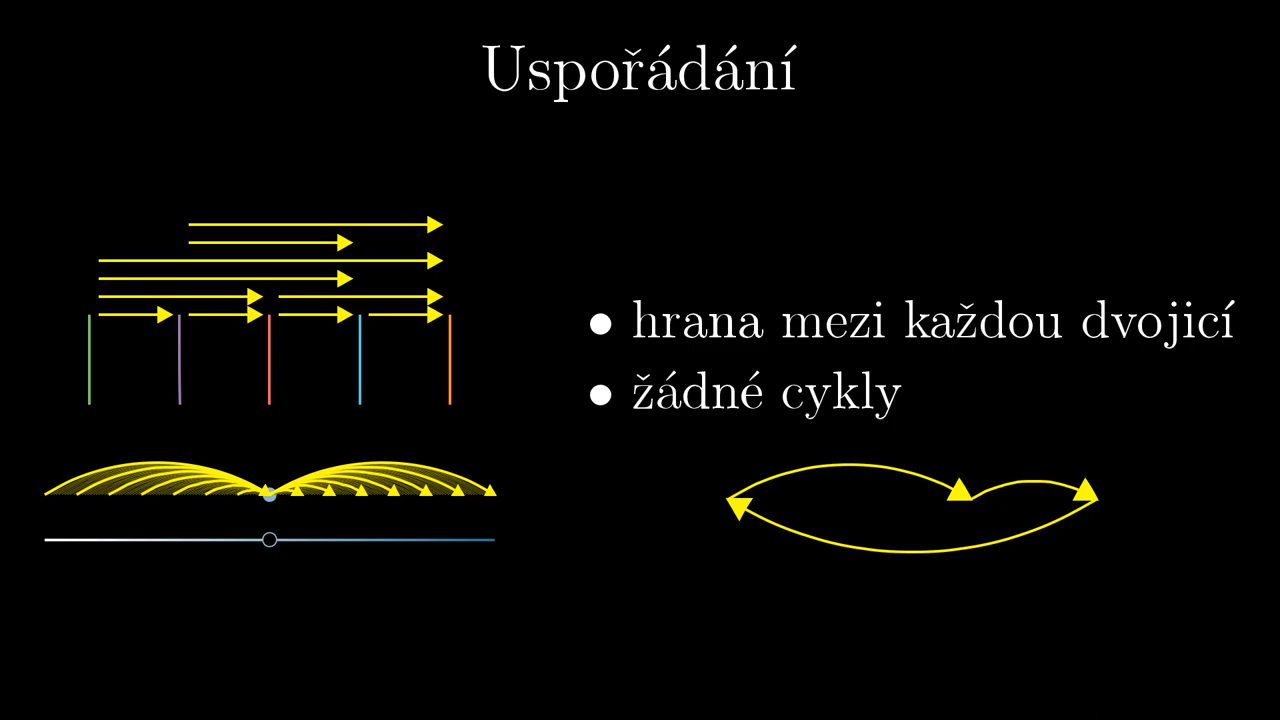 Uspořádání
• hrana mezi každou dvojicí
• žádné cykly